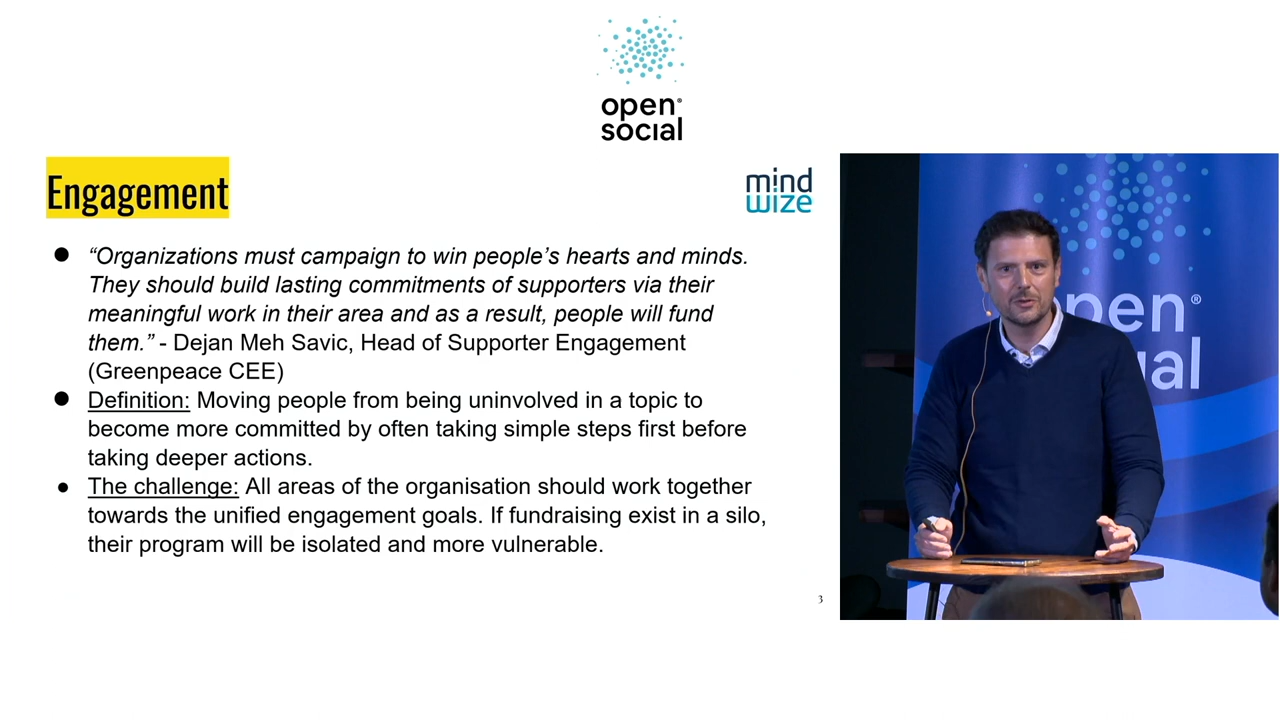 open®
social
Engagement
mind
wize
● “Organizations must campaign to win people’s hearts and minds.
They should build lasting commitments of supporters via their
meaningful work in their area and as a result, people will fund
them.” - Dejan Meh Savic, Head of Supporter Engagement
(Greenpeace CEE)
● Definition: Moving people from being uninvolved in a topic to
become more committed by often taking simple steps first before
taking deeper actions.
● The challenge: All areas of the organisation should work together
towards the unified engagement goals. If fundraising exist in a silo,
their program will be isolated and more vulnerable.
3
open®
ial